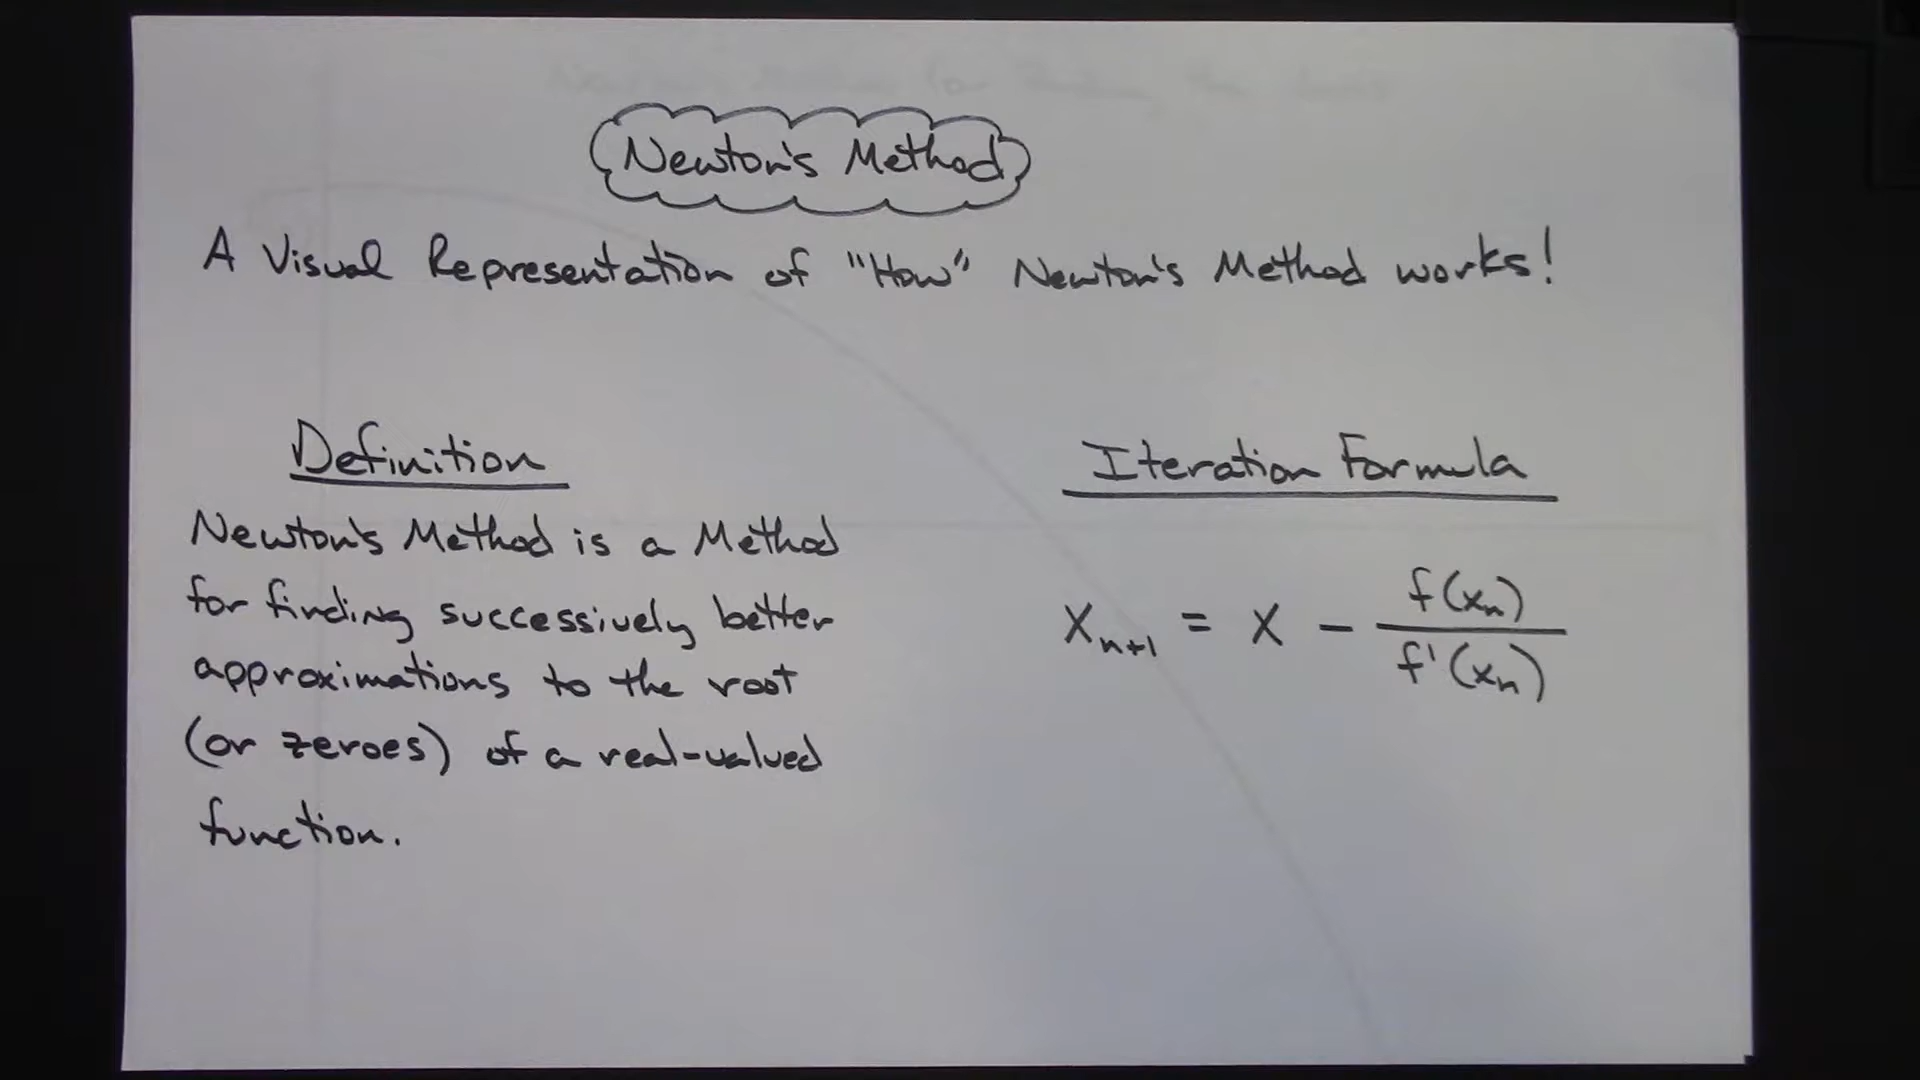 Newton's Method
A Visual Representation of "How" Newton's Method works!
Definition
Newton's Method is a Method
for finding successively better
approximations to the root
(or zeroes) of a real-valued
function.
Iteration Formula
Xn+1 = X - f(xn) / f'(xn)